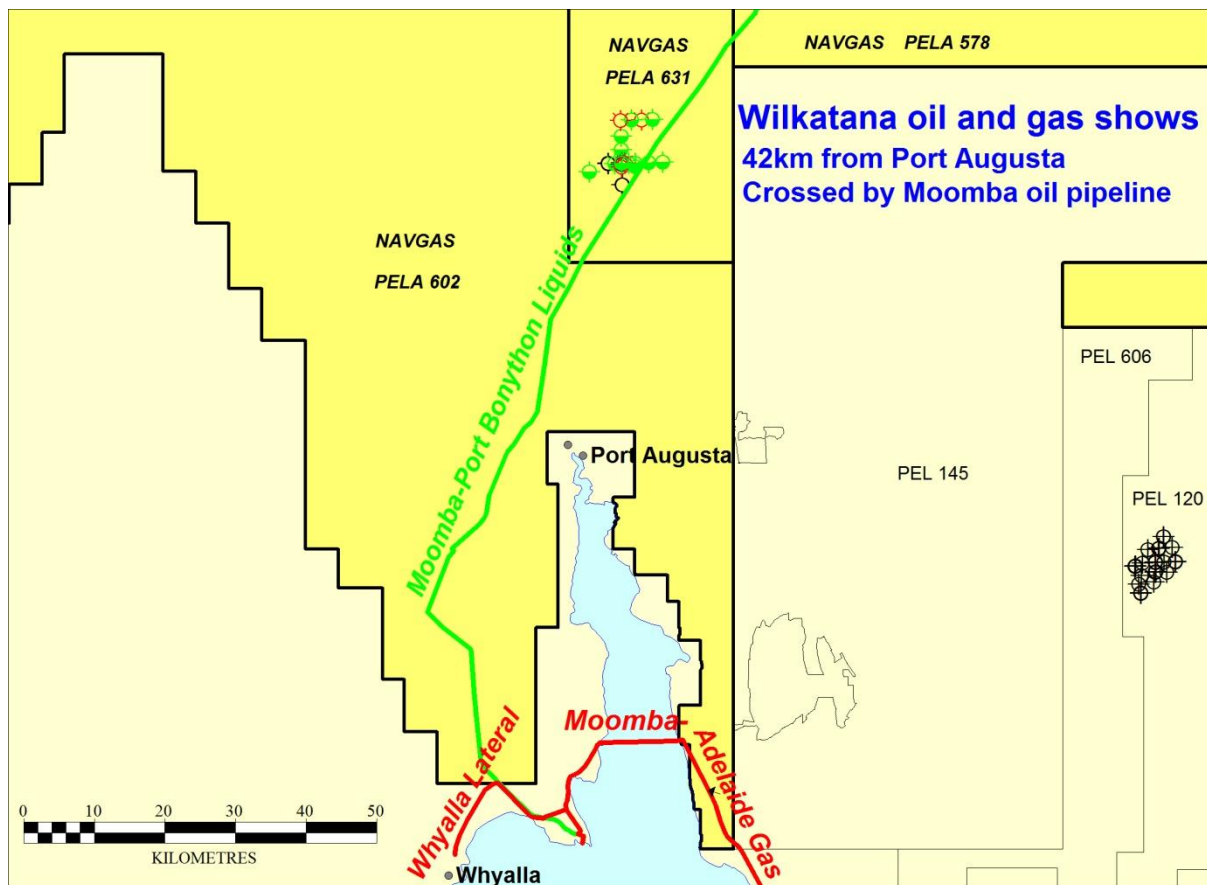 NAVGAS
PELA 631
NAVGAS PELA 578
Wilkatana oil and gas shows
42km from Port Augusta
Crossed by Moomba oil pipeline
NAVGAS
PELA 602
Moomba-Port Bonython Liquids
PEL 606
Port Augusta
PEL 145
PEL 120
Moomba-
Adelaide Gas
Whyalla Lateral
0 10 20 30 40 50
KILOMETRES
Whyalla